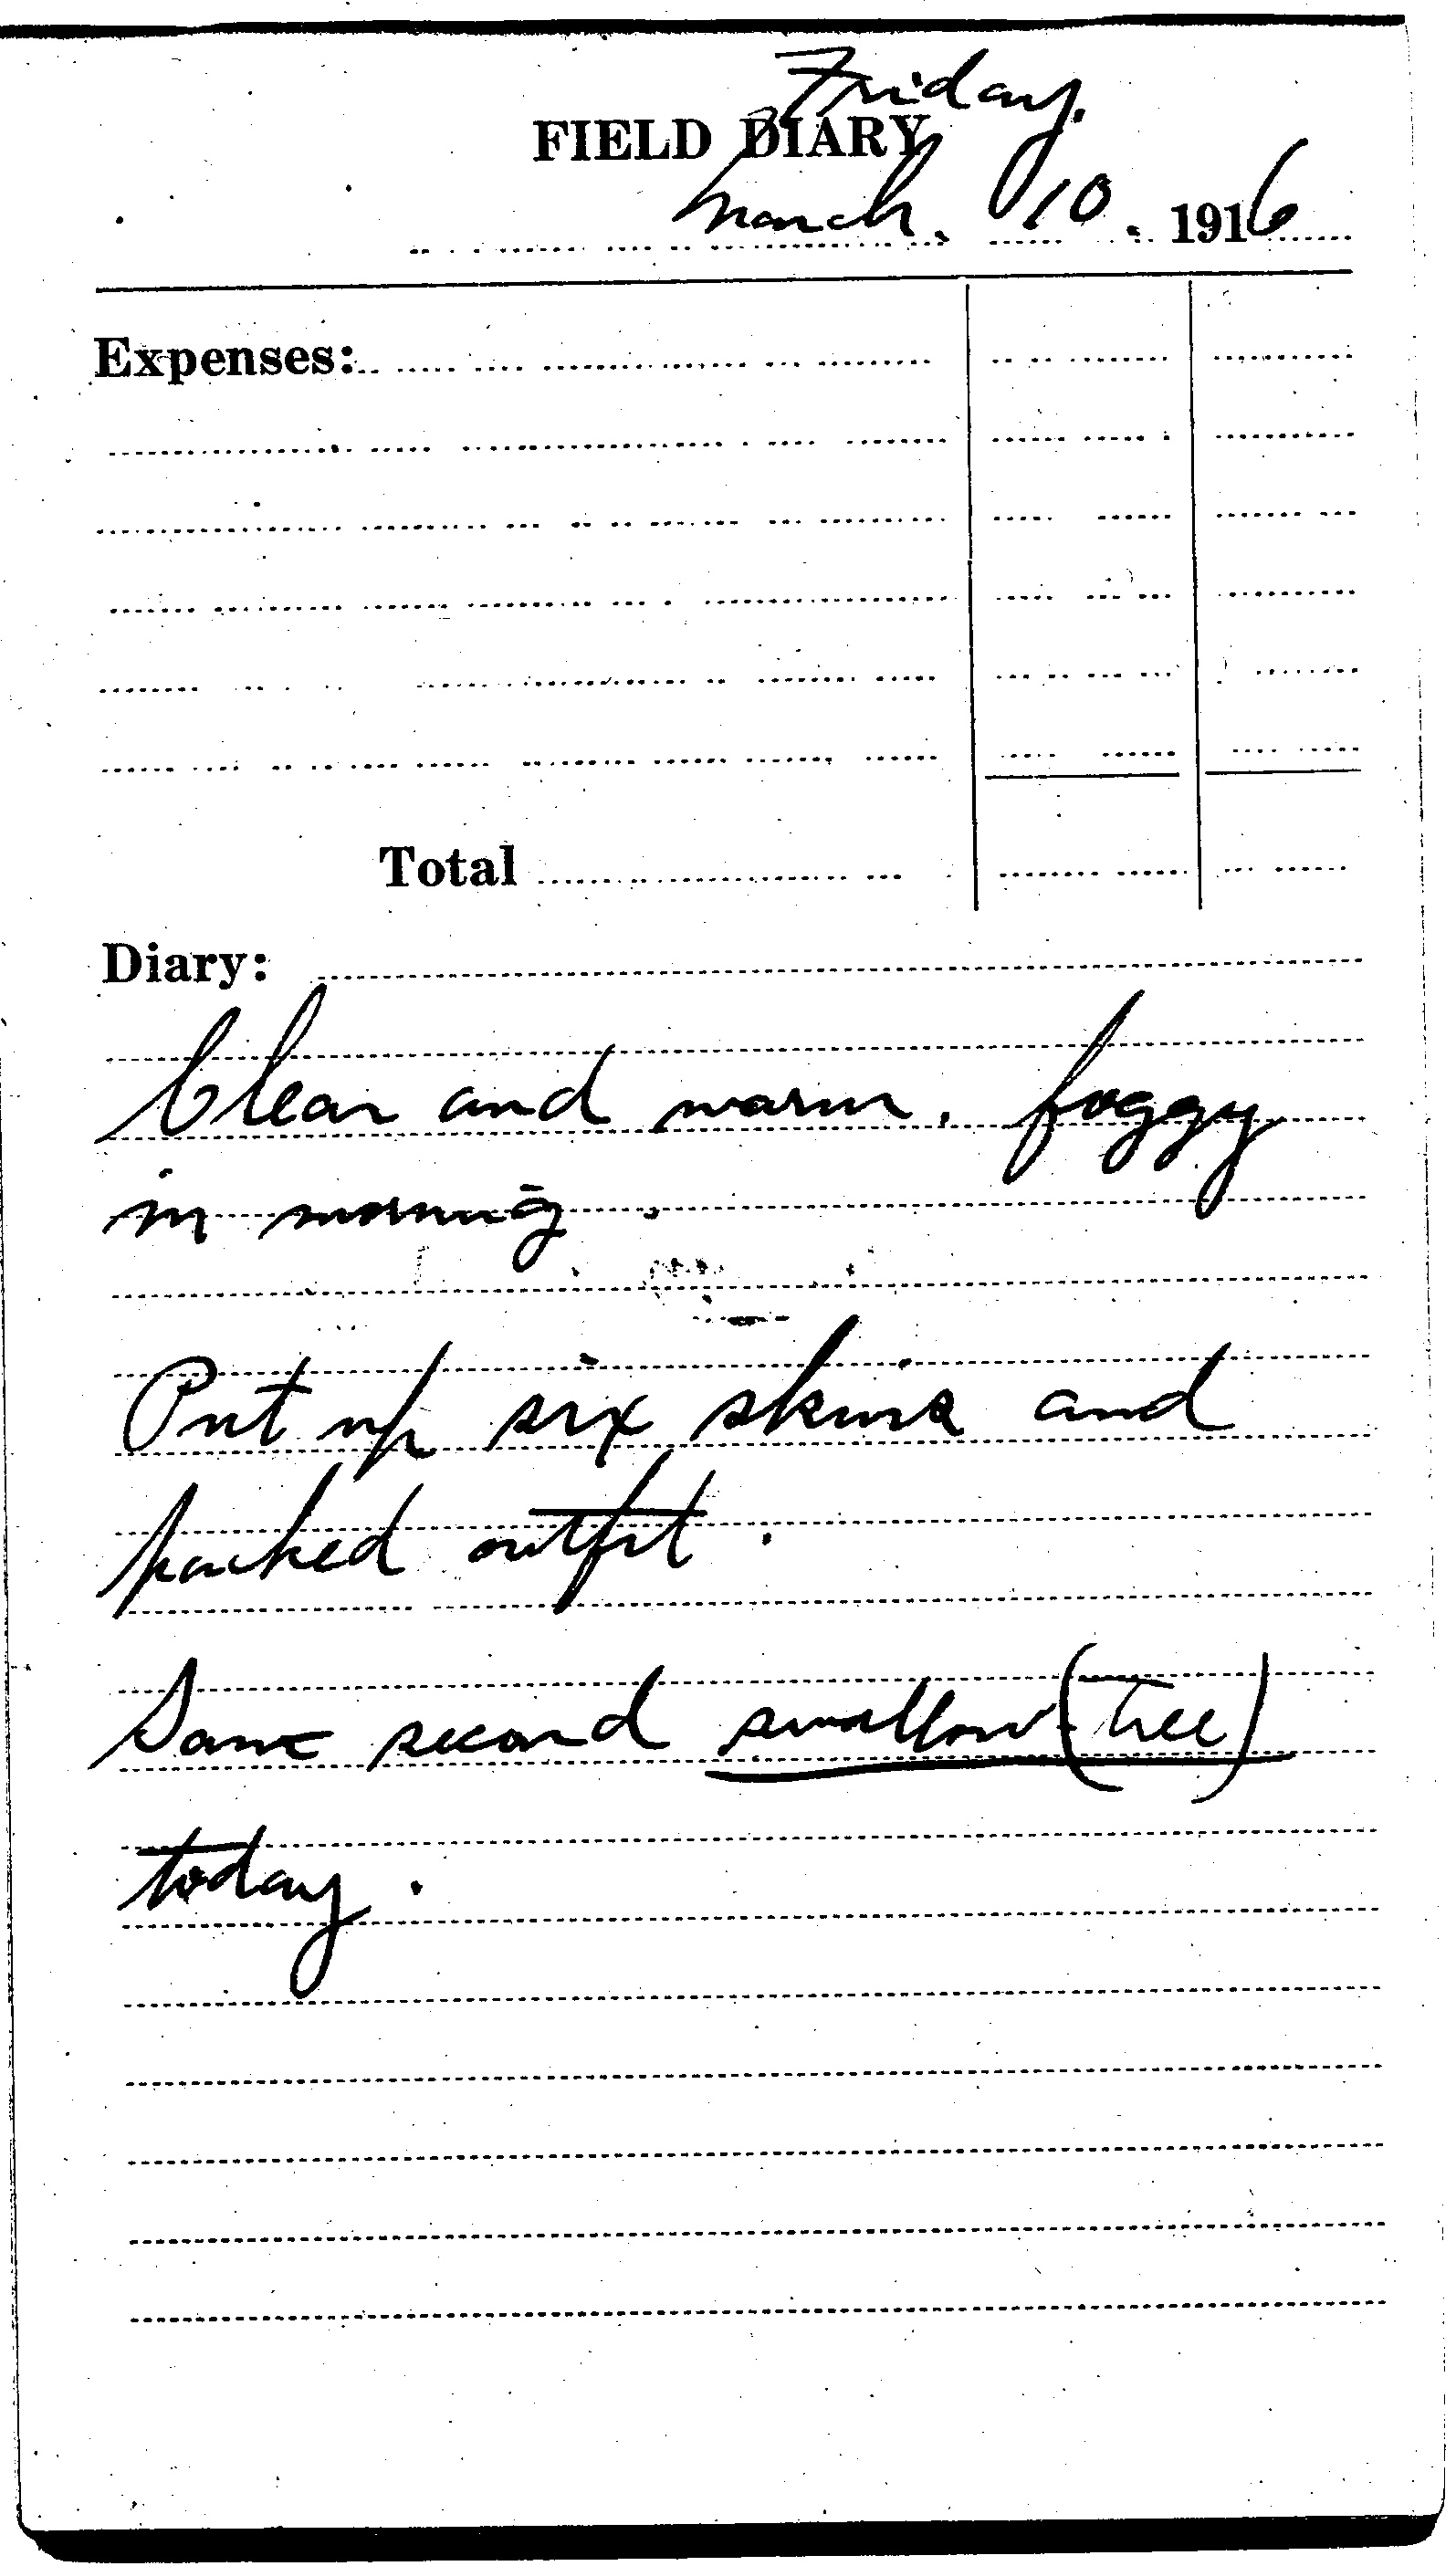 Friday.
FIELD DIARY
March. 10. 1916
Expenses:
Total
Diary:
Clear and warm. foggy
in morning.
Put up six skins and
packed outfit.
Saw second swallow (tree)
today.